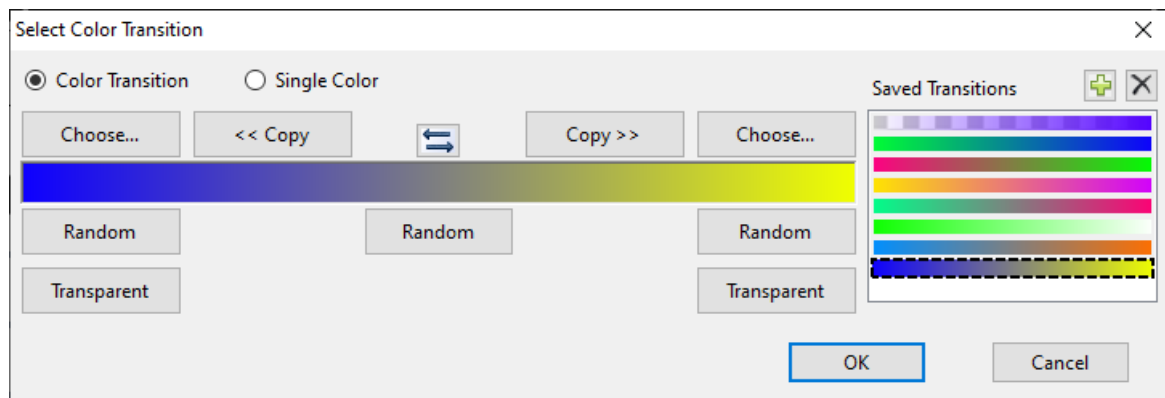 Select Color Transition
Color Transition Single Color
Saved Transitions
Choose... << Copy Copy >> Choose...
Random Random Random
Transparent Transparent
OK Cancel